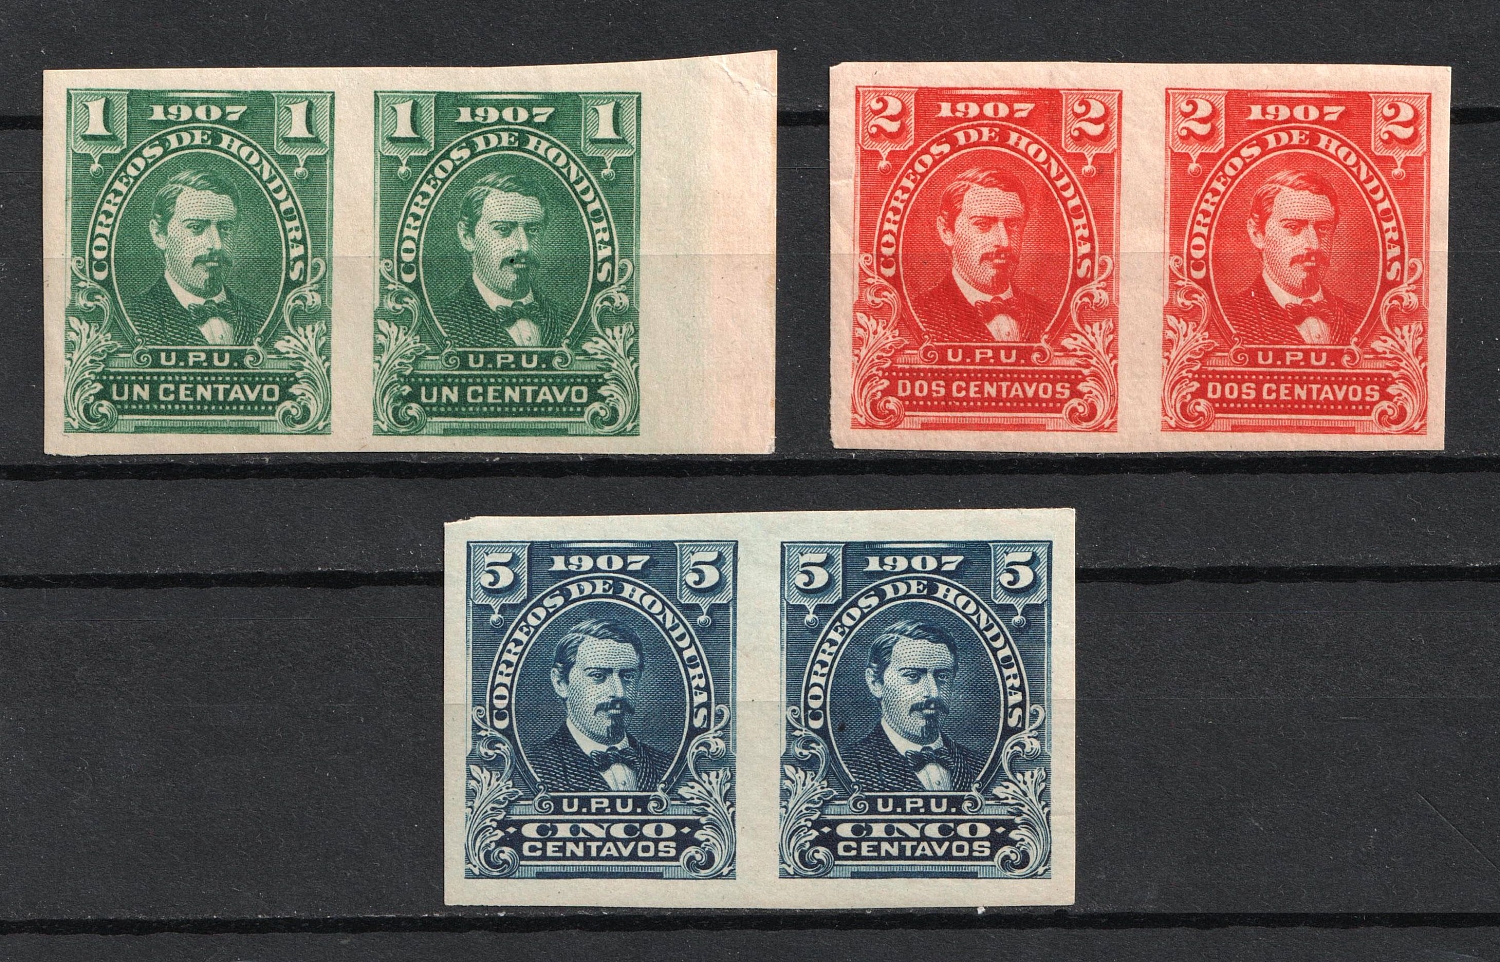 1 1907 1
CORREOS DE HONDURAS
U.P.U.
UN CENTAVO
1 1907 1
CORREOS DE HONDURAS
U.P.U.
UN CENTAVO
2 1907 2
CORREOS DE HONDURAS
U.P.U.
DOS CENTAVOS
2 1907 2
CORREOS DE HONDURAS
U.P.U.
DOS CENTAVOS
5 1907 5
CORREOS DE HONDURAS
U.P.U.
·CINCO·
CENTAVOS
5 1907 5
CORREOS DE HONDURAS
U.P.U.
·CINCO·
CENTAVOS